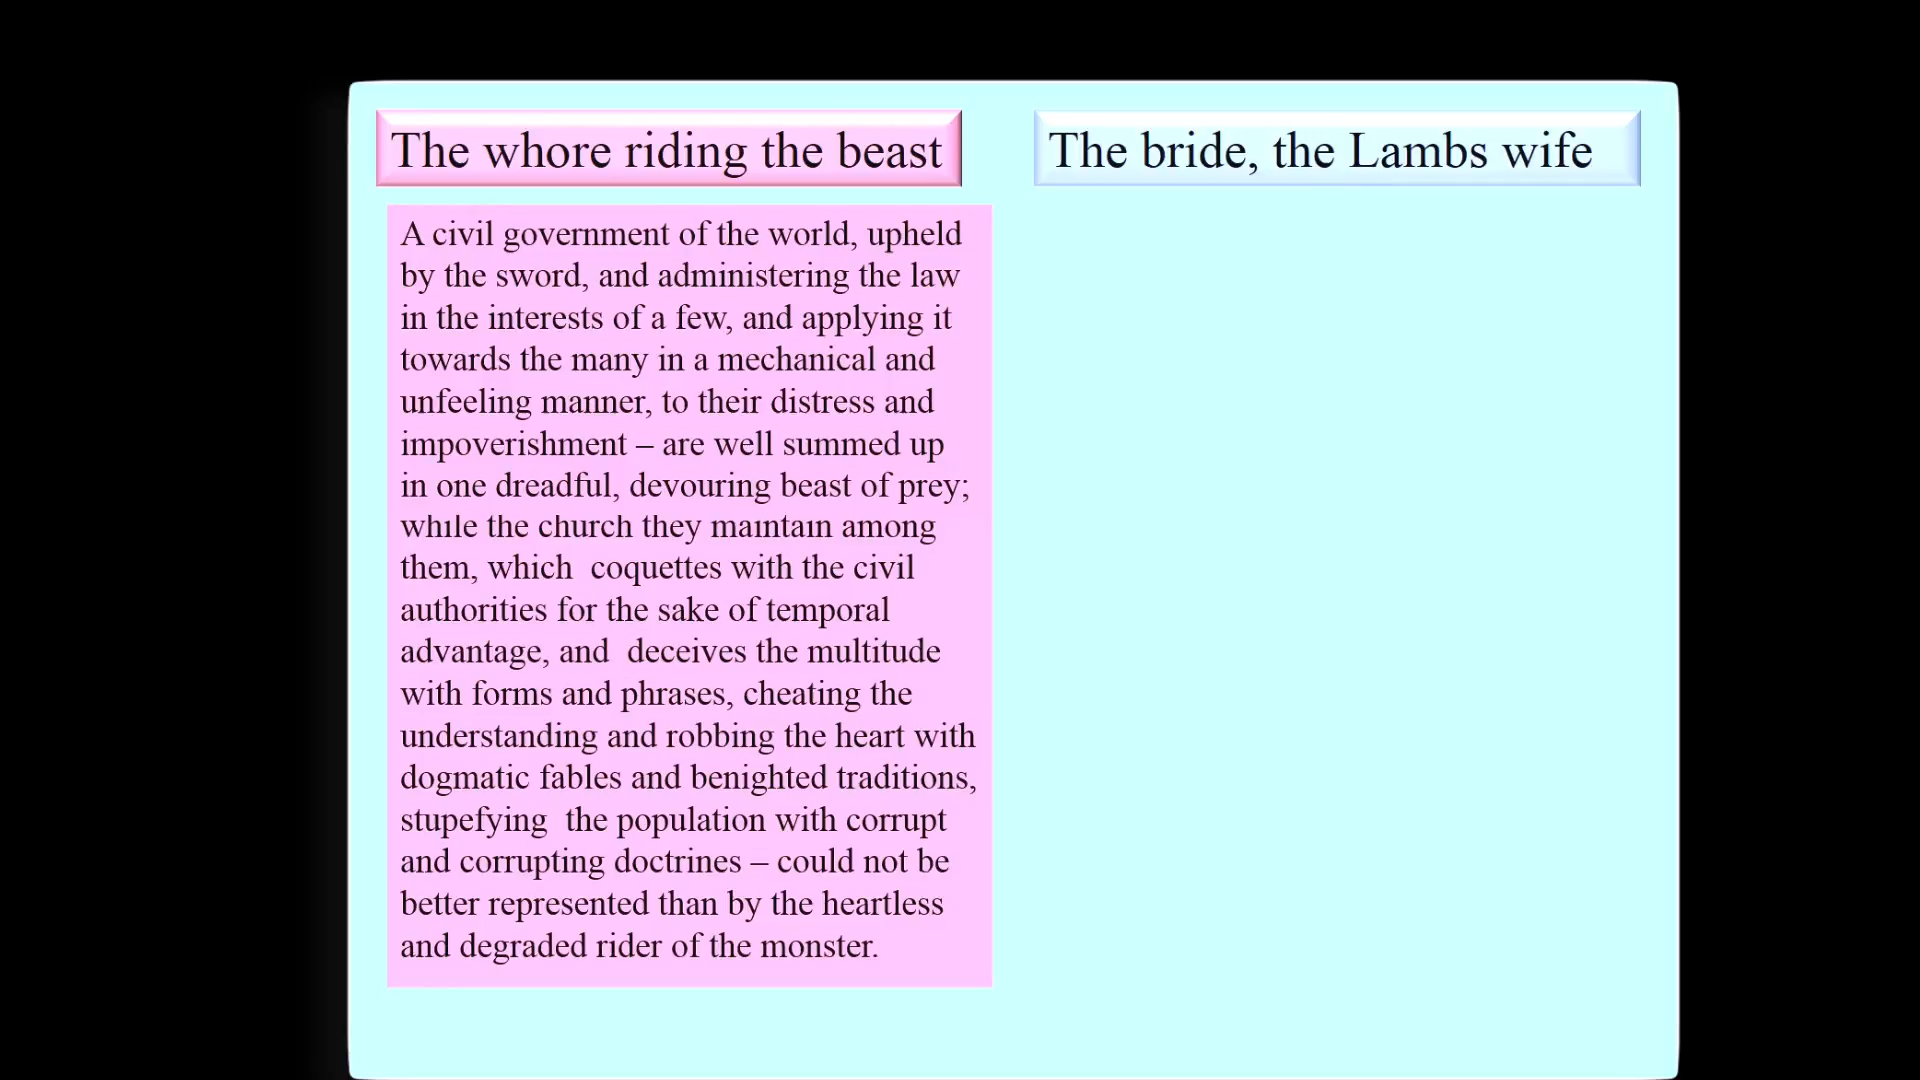 The whore riding the beast
The bride, the Lambs wife
A civil government of the world, upheld
by the sword, and administering the law
in the interests of a few, and applying it
towards the many in a mechanical and
unfeeling manner, to their distress and
impoverishment – are well summed up
in one dreadful, devouring beast of prey;
while the church they maintain among
them, which  coquettes with the civil
authorities for the sake of temporal
advantage, and  deceives the multitude
with forms and phrases, cheating the
understanding and robbing the heart with
dogmatic fables and benighted traditions,
stupefying  the population with corrupt
and corrupting doctrines – could not be
better represented than by the heartless
and degraded rider of the monster.